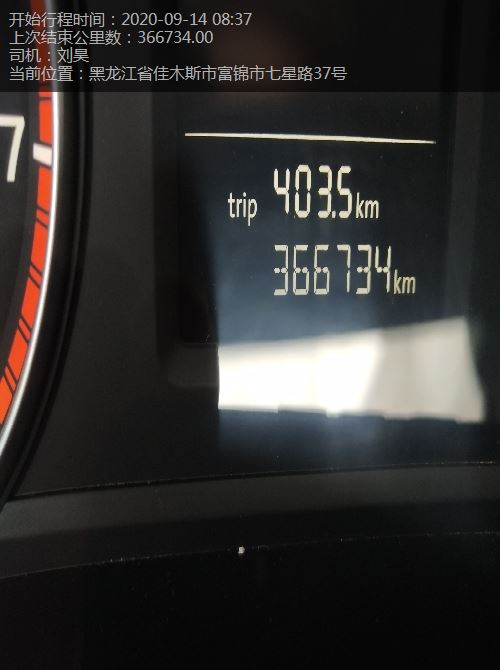 开始行程时间：2020-09-14 08:37
上次结束公里数：366734.00
司机：刘昊
当前位置：黑龙江省佳木斯市富锦市七星路37号
7
trip 403.5km
366734km